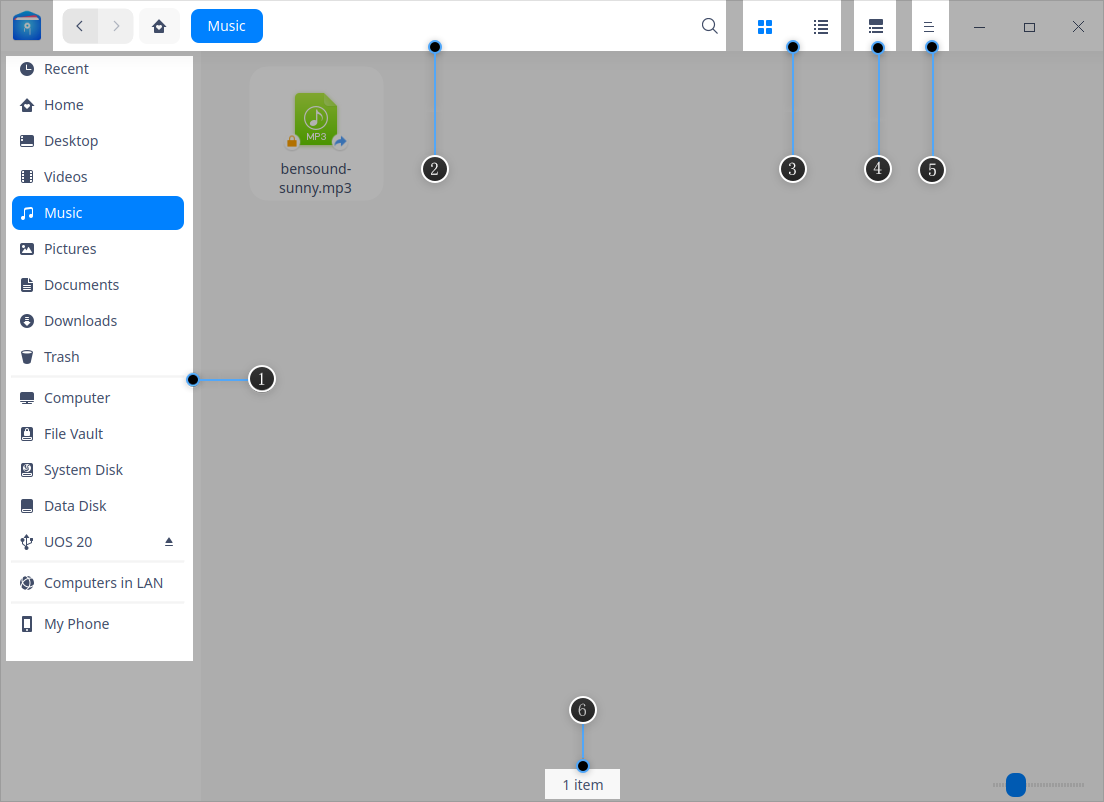 Music
Recent
Home
Desktop
Videos
Music
Pictures
Documents
Downloads
Trash
Computer
File Vault
System Disk
Data Disk
UOS 20
Computers in LAN
My Phone
MP3
bensound-
sunny.mp3
1
2
3
4
5
6
1 item